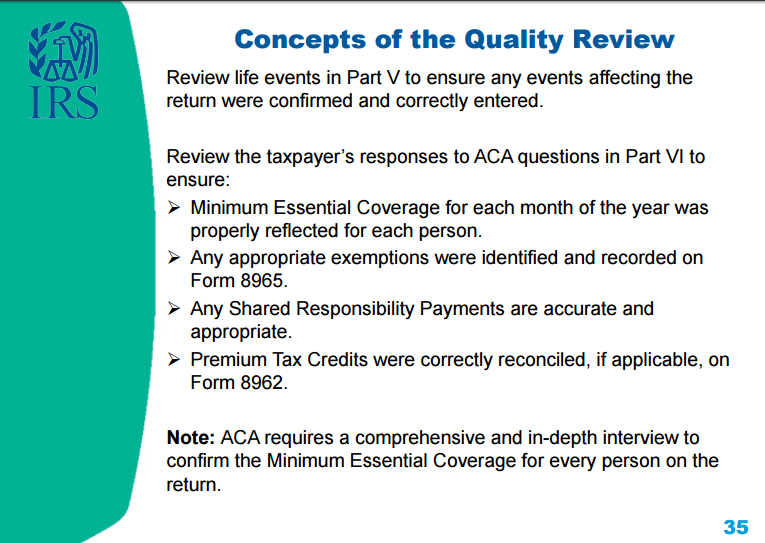 Concepts of the Quality Review
IRS
Review life events in Part V to ensure any events affecting the
return were confirmed and correctly entered.
Review the taxpayer's responses to ACA questions in Part VI to
ensure:
➢ Minimum Essential Coverage for each month of the year was
properly reflected for each person.
➢ Any appropriate exemptions were identified and recorded on
Form 8965.
➢ Any Shared Responsibility Payments are accurate and
appropriate.
➢ Premium Tax Credits were correctly reconciled, if applicable, on
Form 8962.
Note: ACA requires a comprehensive and in-depth interview to
confirm the Minimum Essential Coverage for every person on the
return.
35